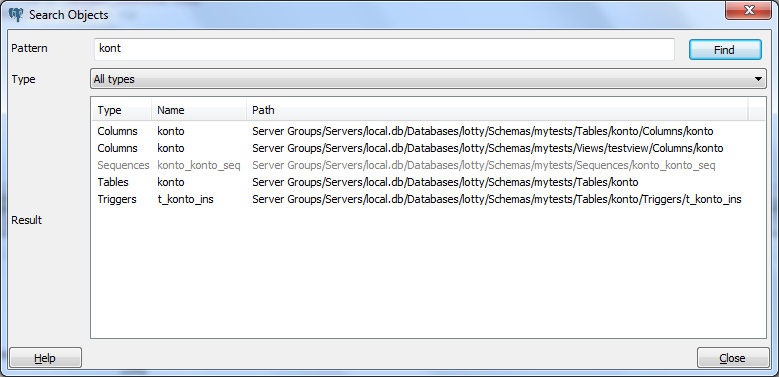 Search Objects
Pattern kont Find
Type All types
Type Name Path
Columns konto Server Groups/Servers/local.db/Databases/lotty/Schemas/mytests/Tables/konto/Columns/konto
Columns konto Server Groups/Servers/local.db/Databases/lotty/Schemas/mytests/Views/testview/Columns/konto
Sequences konto_konto_seq Server Groups/Servers/local.db/Databases/lotty/Schemas/mytests/Sequences/konto_konto_seq
Tables konto Server Groups/Servers/local.db/Databases/lotty/Schemas/mytests/Tables/konto
Triggers t_konto_ins Server Groups/Servers/local.db/Databases/lotty/Schemas/mytests/Tables/konto/Triggers/t_konto_ins
Result
Help Close